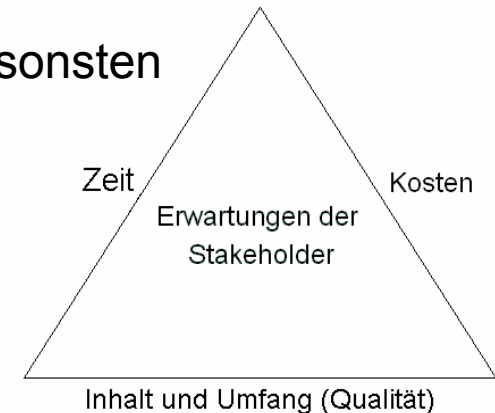 sonsten
Zeit
Kosten
Erwartungen der
Stakeholder
Inhalt und Umfang (Qualität)